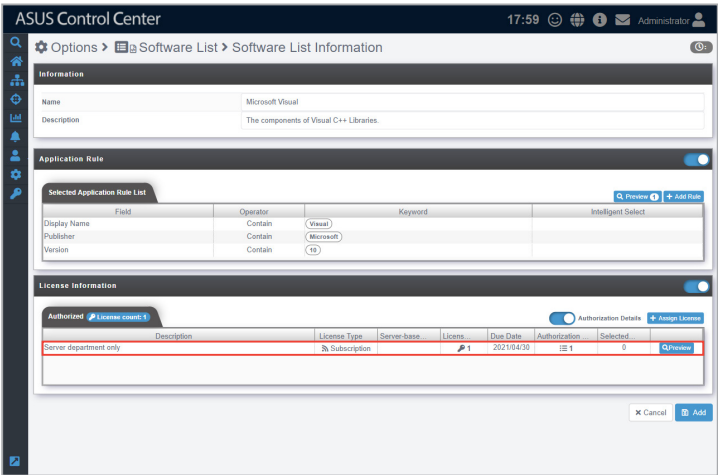 ASUS Control Center 17:59 Administrator
Options > Software List > Software List Information
Information
Name Microsoft Visual
Description The components of Visual C++ Libraries.
Application Rule
Selected Application Rule List Preview 1 + Add Rule
Field Operator Keyword Intelligent Select
Display Name Contain Visual
Publisher Contain Microsoft
Version Contain 10
License Information
Authorized License count: 1 Authorization Details + Assign License
Description License Type Server-base... Licens... Due Date Authorization ... Selected...
Server department only Subscription 1 2021/04/30 1 0 Preview
× Cancel Add